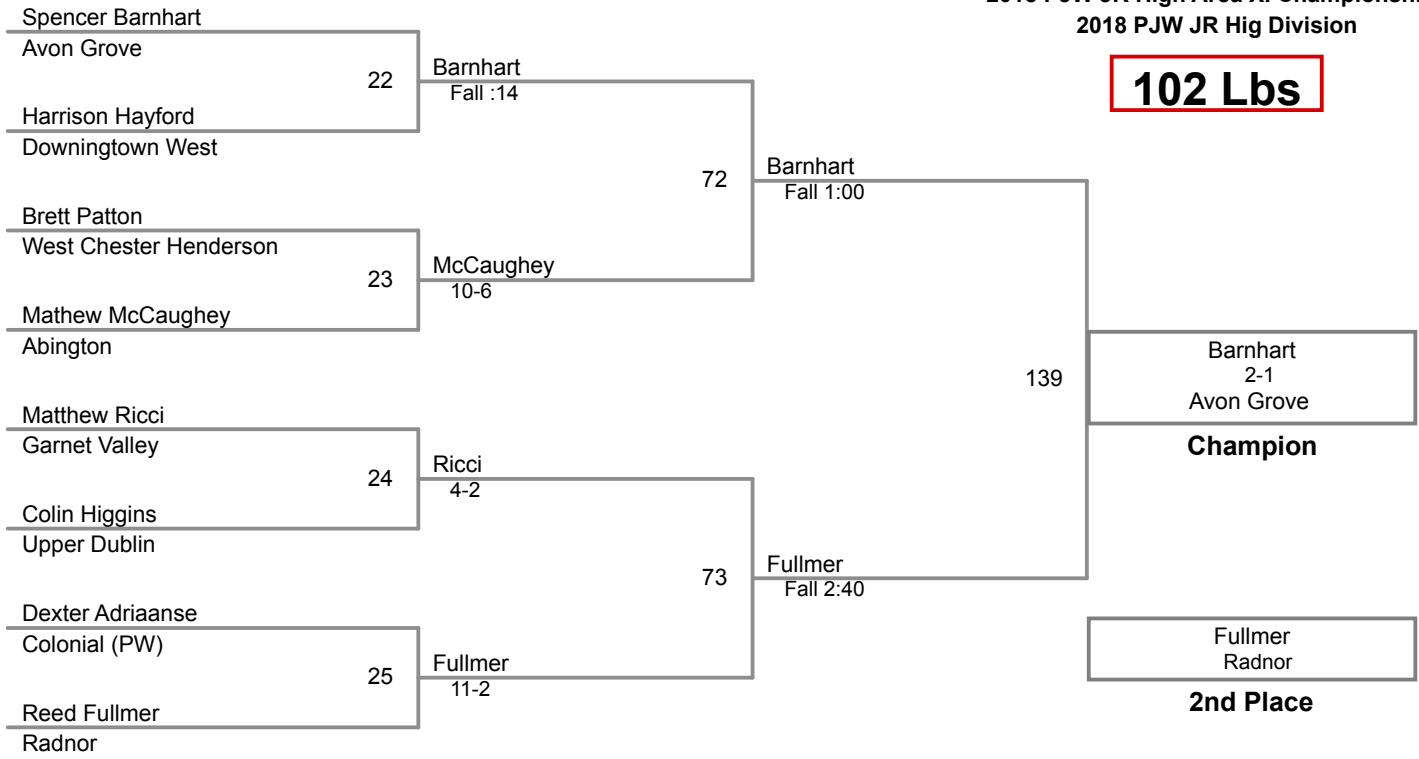 2018 PJW JR Hig Division
102 Lbs
Spencer Barnhart
Avon Grove
22
Barnhart
Fall :14
Harrison Hayford
Downingtown West
72
Barnhart
Fall 1:00
Brett Patton
West Chester Henderson
23
McCaughey
10-6
Mathew McCaughey
Abington
139
Barnhart
2-1
Avon Grove
Champion
Matthew Ricci
Garnet Valley
24
Ricci
4-2
Colin Higgins
Upper Dublin
73
Fullmer
Fall 2:40
Dexter Adriaanse
Colonial (PW)
25
Fullmer
11-2
Reed Fullmer
Radnor
Fullmer
Radnor
2nd Place